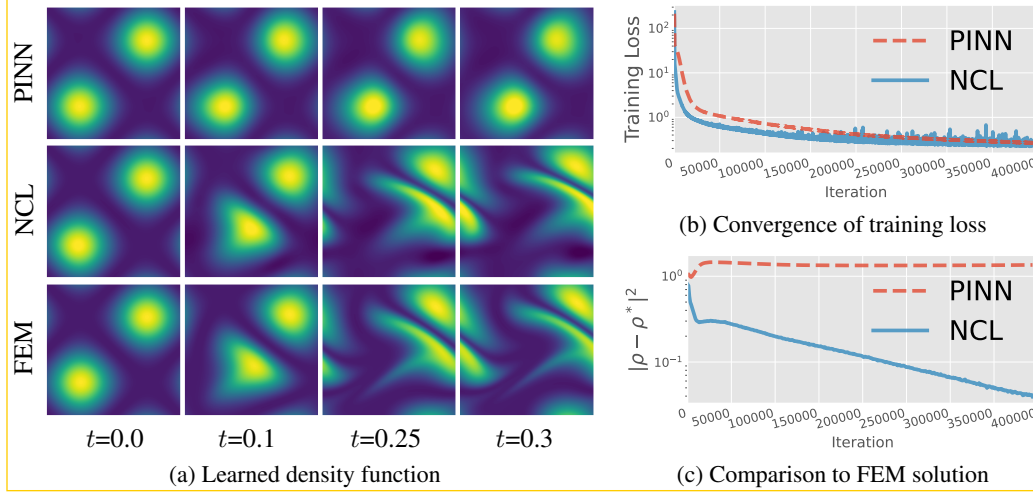 PINN
NCL
FEM
t=0.0 t=0.1 t=0.25 t=0.3
(a) Learned density function
Training Loss
10²
10¹
10⁰
PINN
NCL
0 50000 100000 150000 200000 250000 300000 350000 400000
Iteration
(b) Convergence of training loss
|ρ − ρ*|²
10⁰
10⁻¹
PINN
NCL
0 50000 100000 150000 200000 250000 300000 350000 400000
Iteration
(c) Comparison to FEM solution